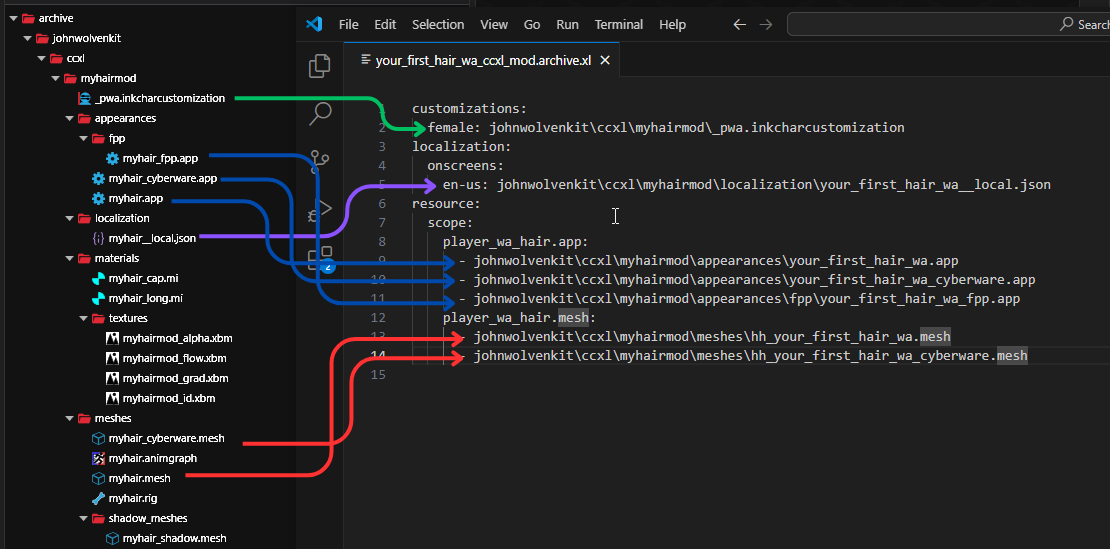 archive
johnwolvenkit
ccxl
myhairmod
_pwa.inkcharcustomization
appearances
fpp
myhair_fpp.app
myhair_cyberware.app
myhair.app
localization
myhair__local.json
materials
myhair_cap.mi
myhair_long.mi
textures
myhairmod_alpha.xbm
myhairmod_flow.xbm
myhairmod_grad.xbm
myhairmod_id.xbm
meshes
myhair_cyberware.mesh
myhair.animgraph
myhair.mesh
myhair.rig
shadow_meshes
myhair_shadow.mesh
File Edit Selection View Go Run Terminal Help
Search
your_first_hair_wa_ccxl_mod.archive.xl
2
customizations:
2 female: johnwolvenkit\ccxl\myhairmod\_pwa.inkcharcustomization
3 localization:
4 onscreens:
5 en-us: johnwolvenkit\ccxl\myhairmod\localization\your_first_hair_wa__local.json
6 resource:
7 scope:
8 player_wa_hair.app:
9 - johnwolvenkit\ccxl\myhairmod\appearances\your_first_hair_wa.app
10 - johnwolvenkit\ccxl\myhairmod\appearances\your_first_hair_wa_cyberware.app
11 - johnwolvenkit\ccxl\myhairmod\appearances\fpp\your_first_hair_wa_fpp.app
12 player_wa_hair.mesh:
13 - johnwolvenkit\ccxl\myhairmod\meshes\hh_your_first_hair_wa.mesh
14 - johnwolvenkit\ccxl\myhairmod\meshes\hh_your_first_hair_wa_cyberware.mesh
15